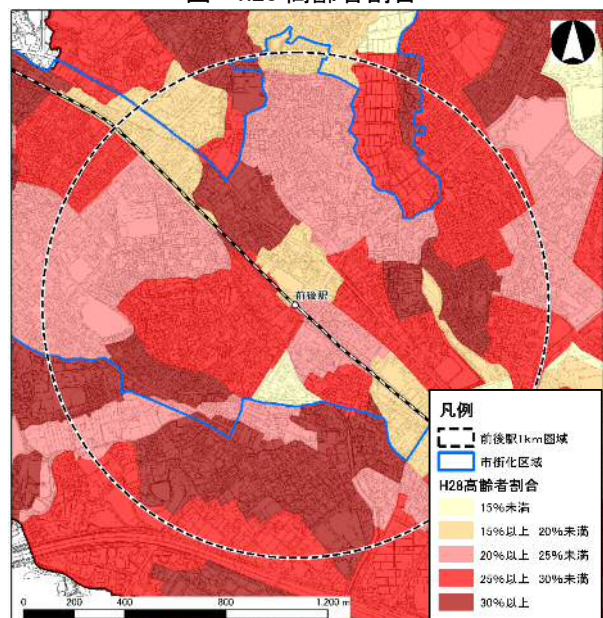 前後駅
凡例
前後駅1km圏域
市街化区域
H28高齢者割合
15%未満
15%以上 20%未満
20%以上 25%未満
25%以上 30%未満
30%以上
0 200 400 800 1,200 m